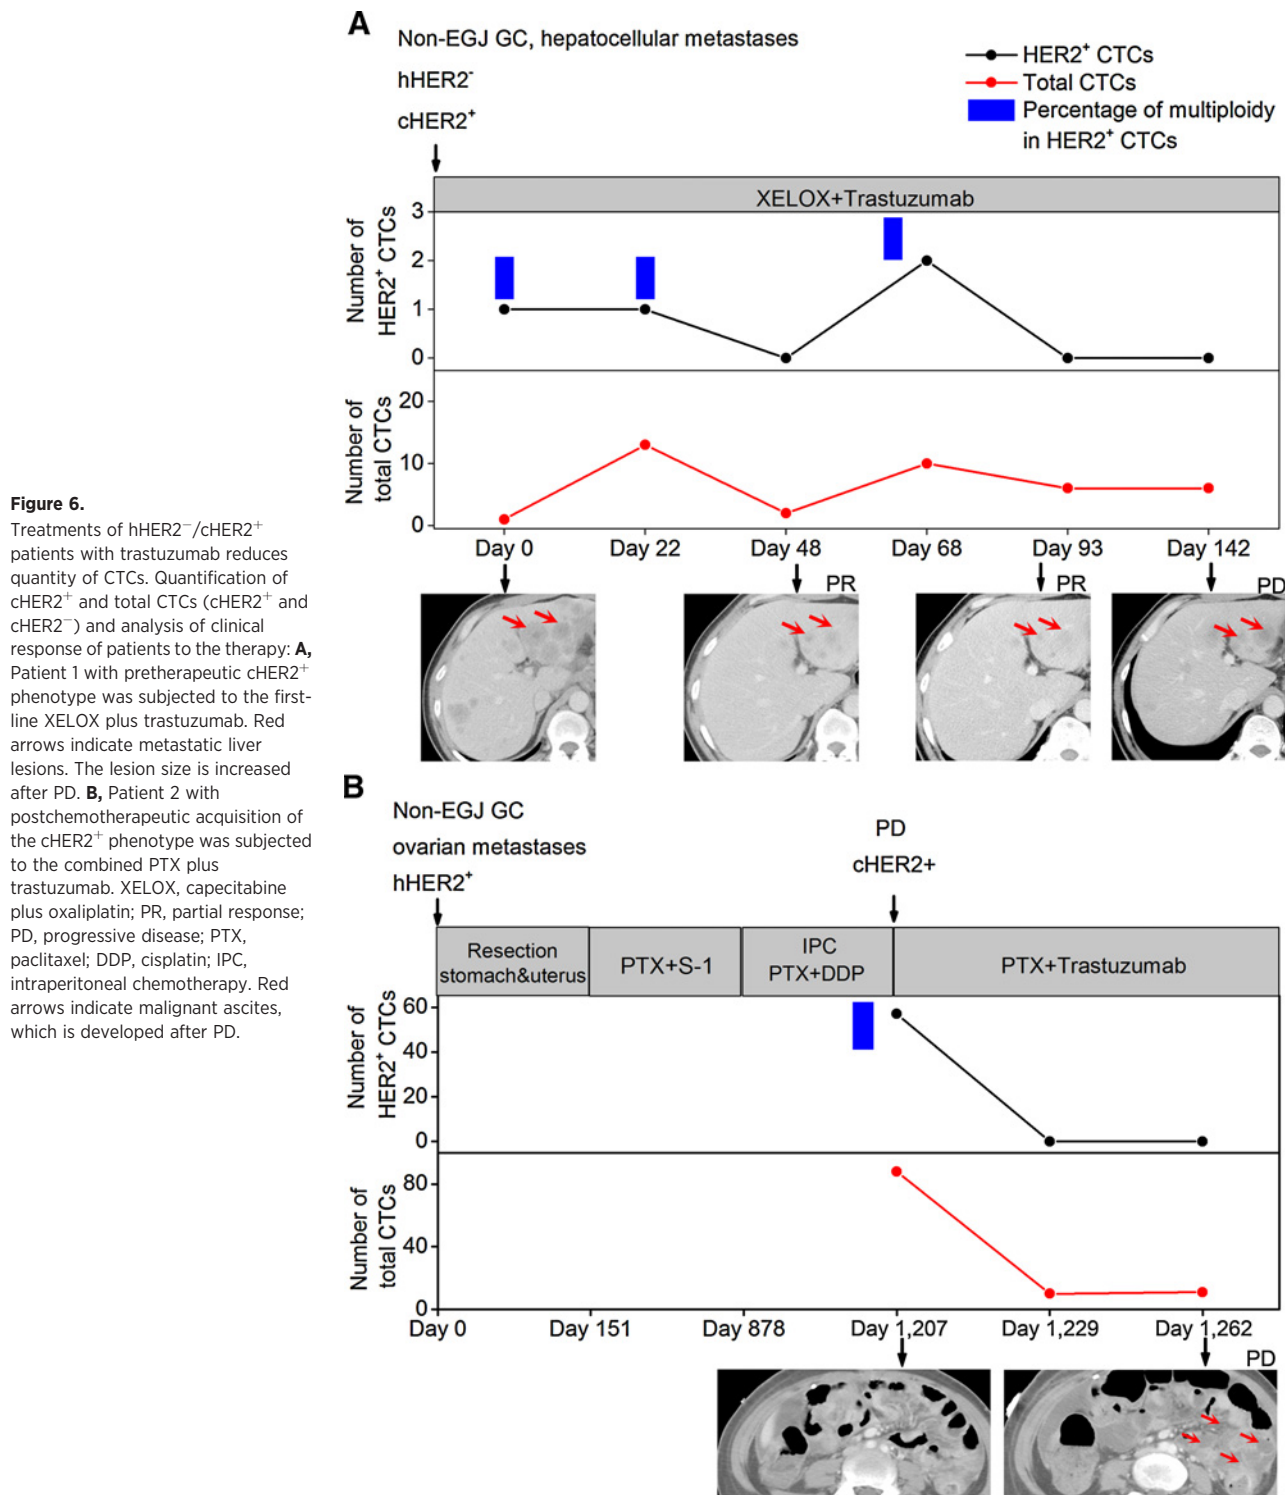 Figure 6.
Treatments of hHER2⁻/cHER2⁺
patients with trastuzumab reduces
quantity of CTCs. Quantification of
cHER2⁺ and total CTCs (cHER2⁺ and
cHER2⁻) and analysis of clinical
response of patients to the therapy: A,
Patient 1 with pretherapeutic cHER2⁺
phenotype was subjected to the first-
line XELOX plus trastuzumab. Red
arrows indicate metastatic liver
lesions. The lesion size is increased
after PD. B, Patient 2 with
postchemotherapeutic acquisition of
the cHER2⁺ phenotype was subjected
to the combined PTX plus
trastuzumab. XELOX, capecitabine
plus oxaliplatin; PR, partial response;
PD, progressive disease; PTX,
paclitaxel; DDP, cisplatin; IPC,
intraperitoneal chemotherapy. Red
arrows indicate malignant ascites,
which is developed after PD.
A
Non-EGJ GC, hepatocellular metastases
hHER2⁻
cHER2⁺
HER2⁺ CTCs
Total CTCs
Percentage of multiploidy
in HER2⁺ CTCs
XELOX+Trastuzumab
Number of
HER2⁺ CTCs
3
2
1
0
Number of
total CTCs
20
10
0
Day 0 Day 22 Day 48 Day 68 Day 93 Day 142
PR PR PD
B
Non-EGJ GC
ovarian metastases
hHER2⁺
PD
cHER2+
Resection
stomach&uterus
PTX+S-1
IPC
PTX+DDP
PTX+Trastuzumab
Number of
HER2⁺ CTCs
60
40
20
0
Number of
total CTCs
80
40
0
Day 0 Day 151 Day 878 Day 1,207 Day 1,229 Day 1,262
PD